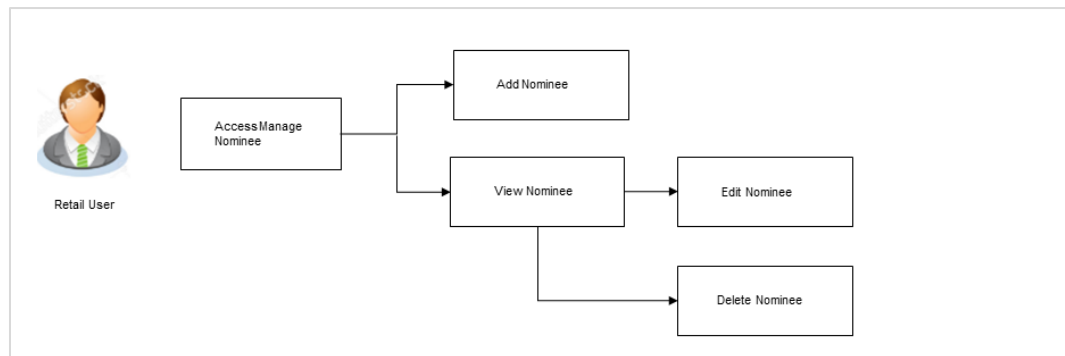 Add Nominee
Access Manage
Nominee
View Nominee
Edit Nominee
Retail User
Delete Nominee